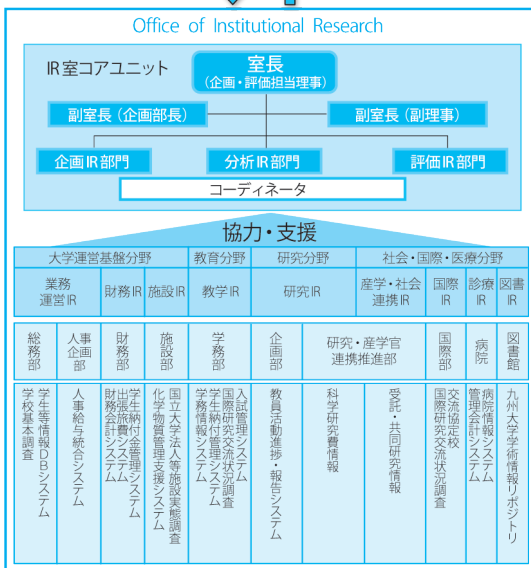 Office of Institutional Research
IR室コアユニット
室長
(企画・評価担当理事)
副室長(企画部長)
副室長(副理事)
企画IR部門
分析IR部門
評価IR部門
コーディネータ
協力・支援
大学運営基盤分野
教育分野
研究分野
社会・国際・医療分野
業務
運営IR
財務IR
施設IR
教学IR
研究IR
産学・社会
連携IR
国際
IR
診療
IR
図書
IR
総務部
人事企画部
財務部
施設部
学務部
企画部
研究・産学官
連携推進部
国際部
病院
図書館
学生等情報DBシステム
学校基本調査
人事給与統合システム
学生納付金管理システム
出張旅費システム
財務会計システム
国立大学法人等施設実態調査
化学物質管理支援システム
入試管理システム
国際研究交流状況調査
学生納付管理システム
学務情報システム
教員活動進捗・報告システム
科学研究費情報
受託・共同研究情報
交流協定校
国際研究交流状況調査
病院情報システム
管理会計システム
九州大学学術情報リポジトリ